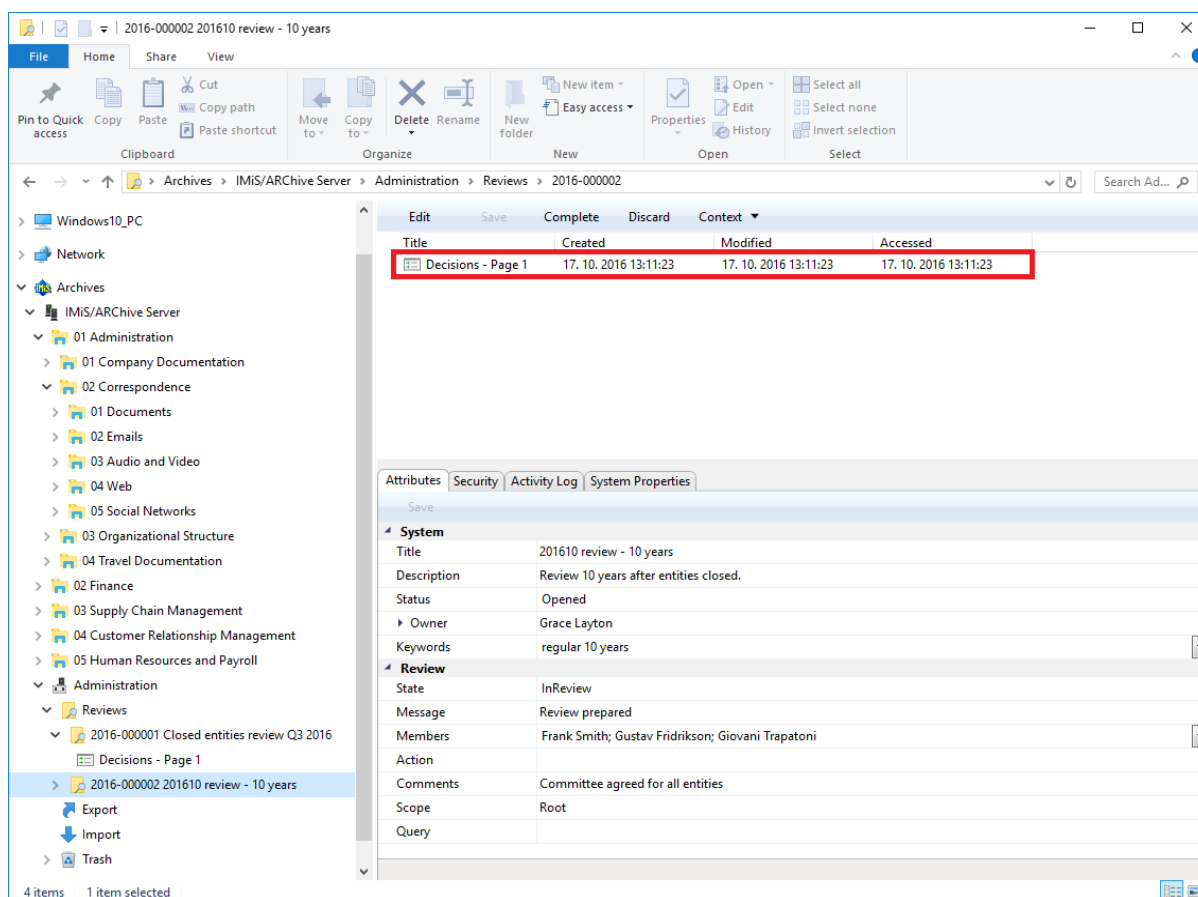 2016-000002 201610 review - 10 years
File Home Share View
Pin to Quick access
Copy
Paste
Cut
Copy path
Paste shortcut
Clipboard
Move to
Copy to
Delete
Rename
Organize
New folder
New item
Easy access
New
Properties
Open
Edit
History
Open
Select all
Select none
Invert selection
Select
Archives > IMiS/ARChive Server > Administration > Reviews > 2016-000002
Search Ad...
Windows10_PC
Network
Archives
IMiS/ARChive Server
01 Administration
01 Company Documentation
02 Correspondence
01 Documents
02 Emails
03 Audio and Video
04 Web
05 Social Networks
03 Organizational Structure
04 Travel Documentation
02 Finance
03 Supply Chain Management
04 Customer Relationship Management
05 Human Resources and Payroll
Administration
Reviews
2016-000001 Closed entities review Q3 2016
Decisions - Page 1
2016-000002 201610 review - 10 years
Export
Import
Trash
Edit Save Complete Discard Context
Title Created Modified Accessed
Decisions - Page 1 17. 10. 2016 13:11:23 17. 10. 2016 13:11:23 17. 10. 2016 13:11:23
Attributes Security Activity Log System Properties
Save
System
Title 201610 review - 10 years
Description Review 10 years after entities closed.
Status Opened
Owner Grace Layton
Keywords regular 10 years
Review
State InReview
Message Review prepared
Members Frank Smith; Gustav Fridrikson; Giovani Trapatoni
Action
Comments Committee agreed for all entities
Scope Root
Query
4 items 1 item selected